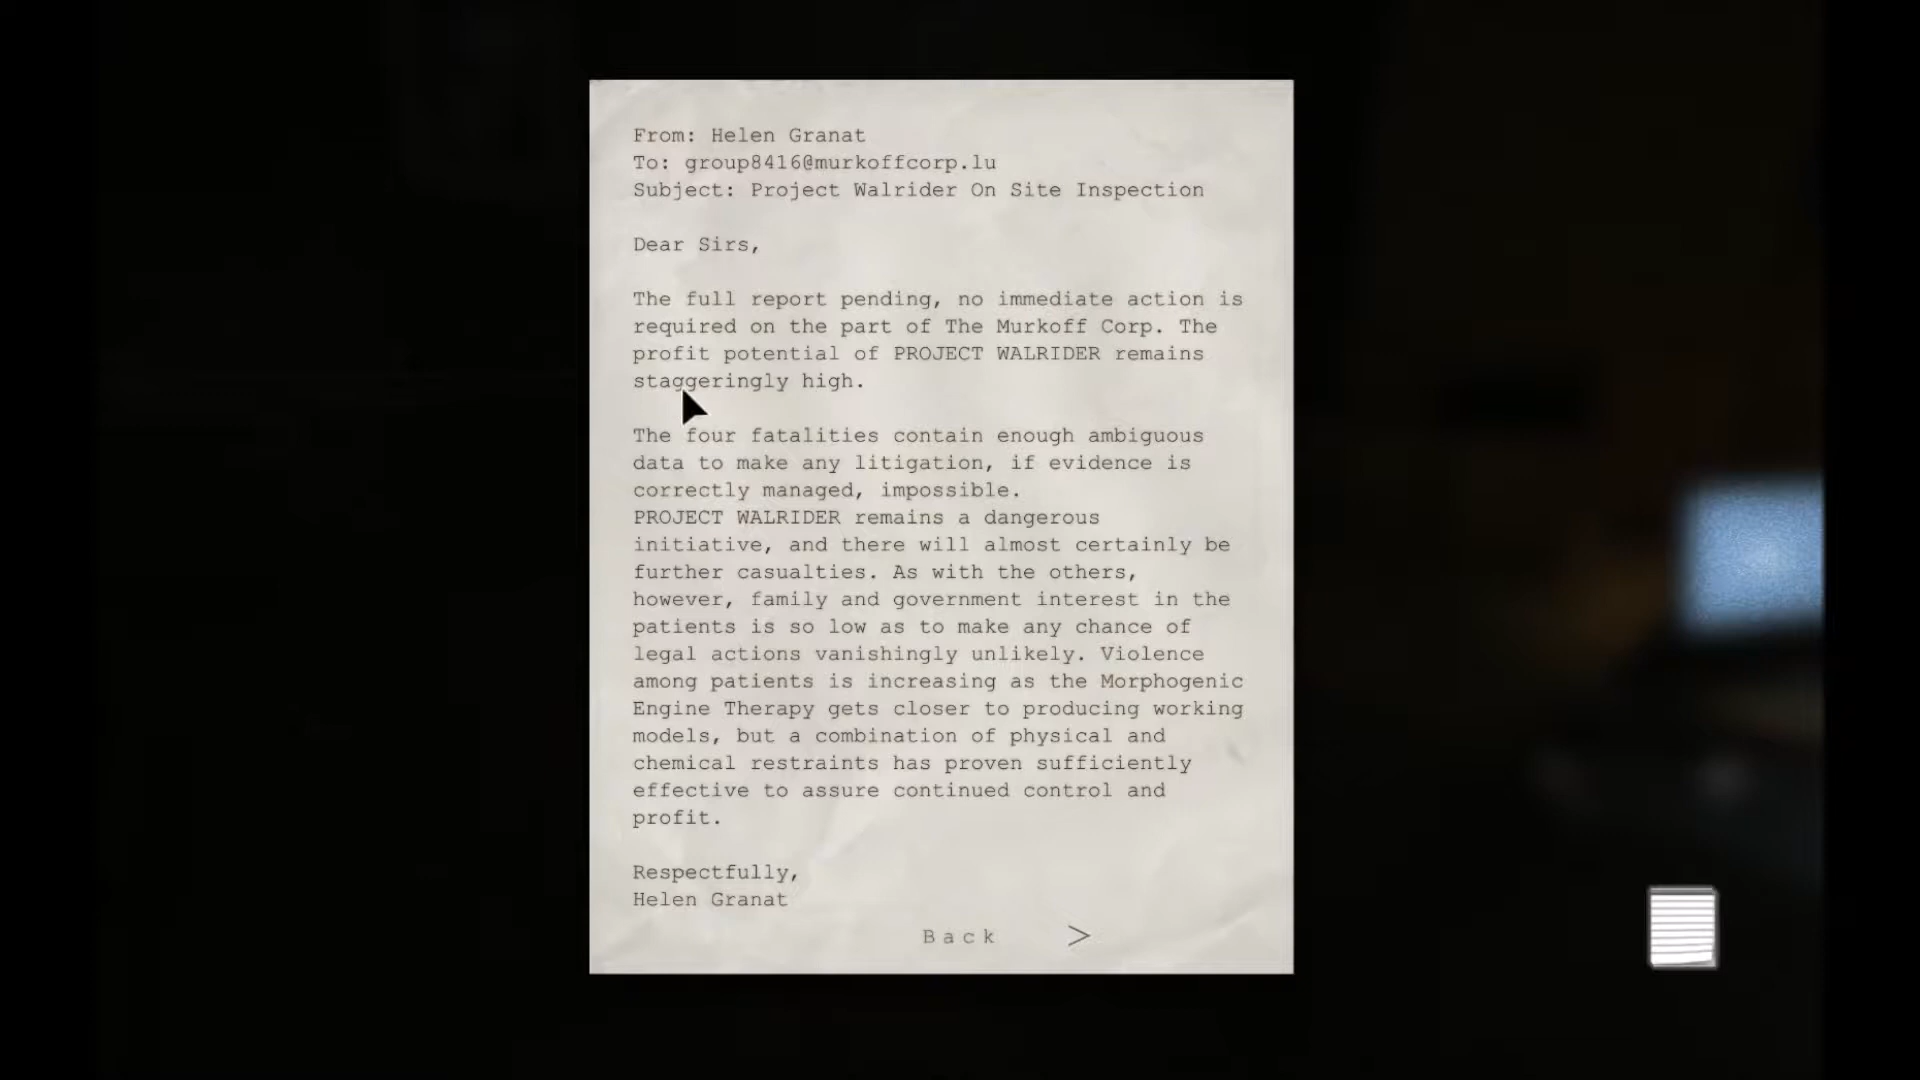 From: Helen Granat
To: group8416@murkoffcorp.lu
Subject: Project Walrider On Site Inspection
Dear Sirs,
The full report pending, no immediate action is
required on the part of The Murkoff Corp. The
profit potential of PROJECT WALRIDER remains
staggeringly high.
The four fatalities contain enough ambiguous
data to make any litigation, if evidence is
correctly managed, impossible.
PROJECT WALRIDER remains a dangerous
initiative, and there will almost certainly be
further casualties. As with the others,
however, family and government interest in the
patients is so low as to make any chance of
legal actions vanishingly unlikely. Violence
among patients is increasing as the Morphogenic
Engine Therapy gets closer to producing working
models, but a combination of physical and
chemical restraints has proven sufficiently
effective to assure continued control and
profit.
Respectfully,
Helen Granat
Back >